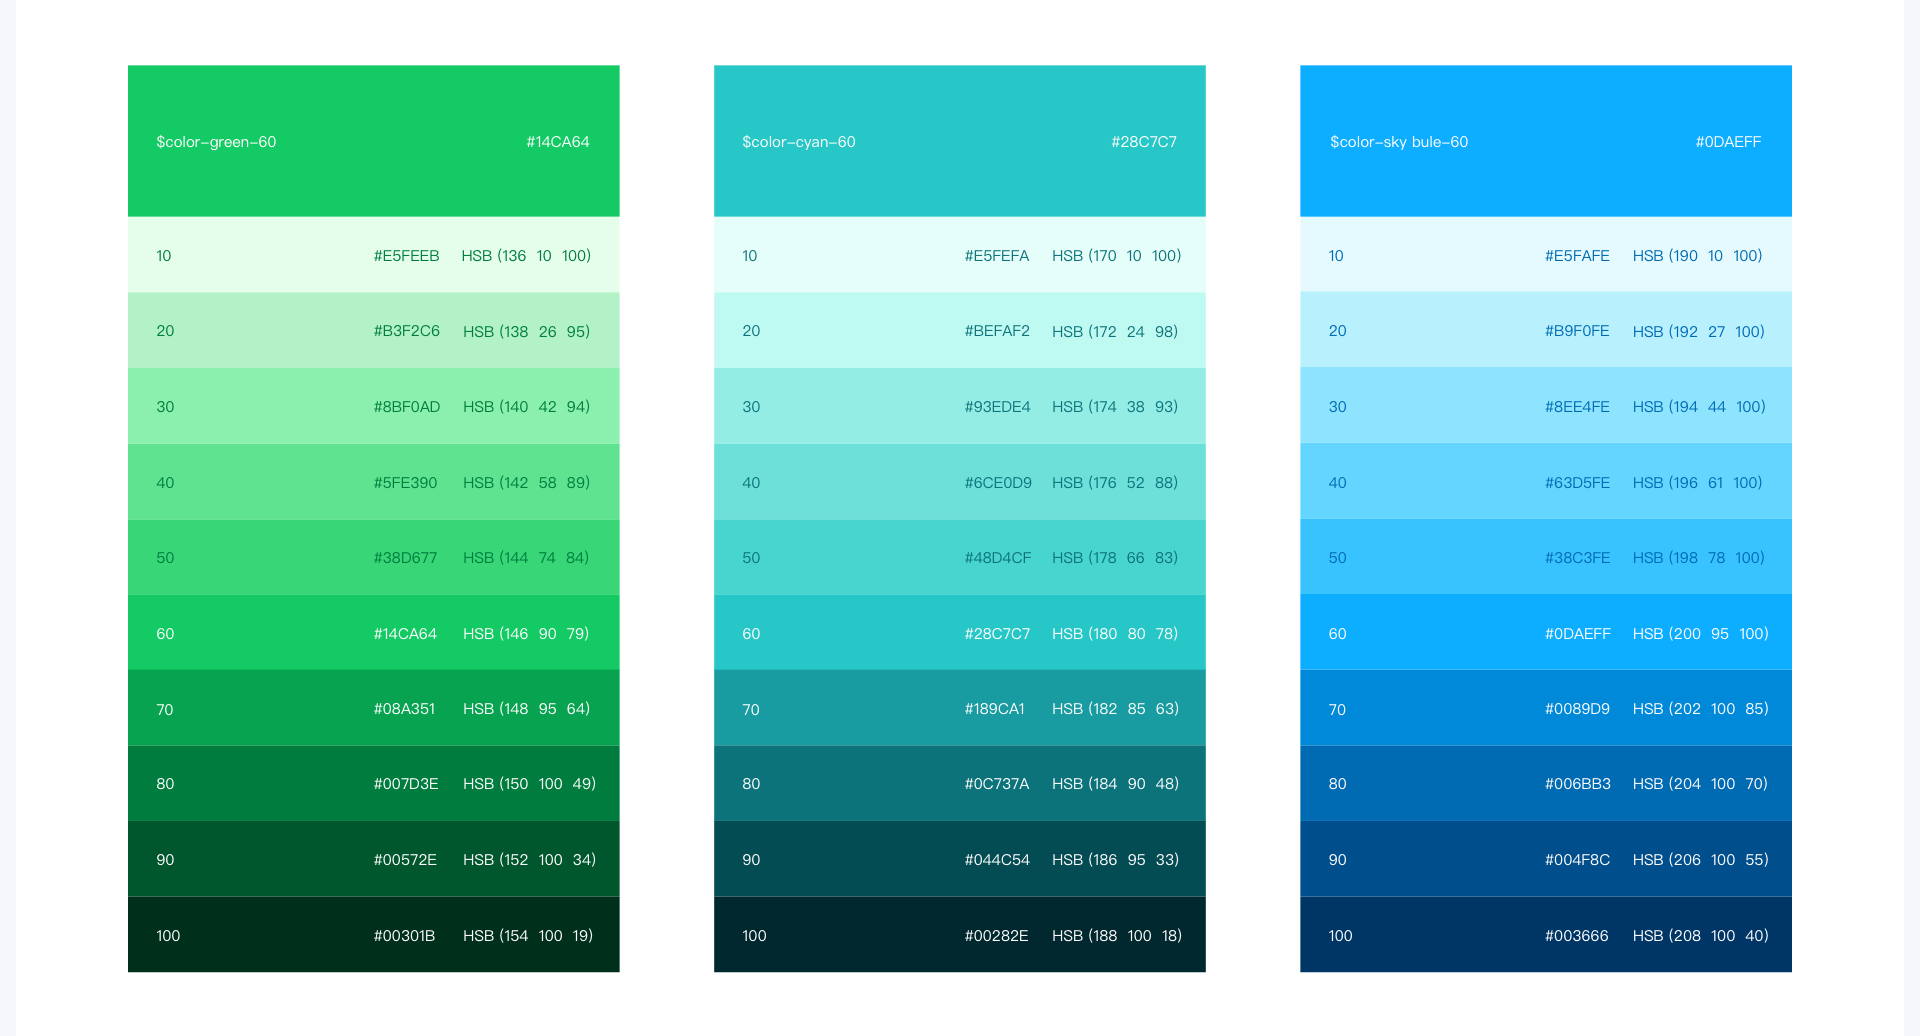 $color-green-60 #14CA64
10 #E5FEEB HSB (136 10 100)
20 #B3F2C6 HSB (138 26 95)
30 #8BF0AD HSB (140 42 94)
40 #5FE390 HSB (142 58 89)
50 #38D677 HSB (144 74 84)
60 #14CA64 HSB (146 90 79)
70 #08A351 HSB (148 95 64)
80 #007D3E HSB (150 100 49)
90 #00572E HSB (152 100 34)
100 #00301B HSB (154 100 19)
$color-cyan-60 #28C7C7
10 #E5FEFA HSB (170 10 100)
20 #BEFAF2 HSB (172 24 98)
30 #93EDE4 HSB (174 38 93)
40 #6CE0D9 HSB (176 52 88)
50 #48D4CF HSB (178 66 83)
60 #28C7C7 HSB (180 80 78)
70 #189CA1 HSB (182 85 63)
80 #0C737A HSB (184 90 48)
90 #044C54 HSB (186 95 33)
100 #00282E HSB (188 100 18)
$color-sky bule-60 #0DAEFF
10 #E5FAFE HSB (190 10 100)
20 #B9F0FE HSB (192 27 100)
30 #8EE4FE HSB (194 44 100)
40 #63D5FE HSB (196 61 100)
50 #38C3FE HSB (198 78 100)
60 #0DAEFF HSB (200 95 100)
70 #0089D9 HSB (202 100 85)
80 #006BB3 HSB (204 100 70)
90 #004F8C HSB (206 100 55)
100 #003666 HSB (208 100 40)